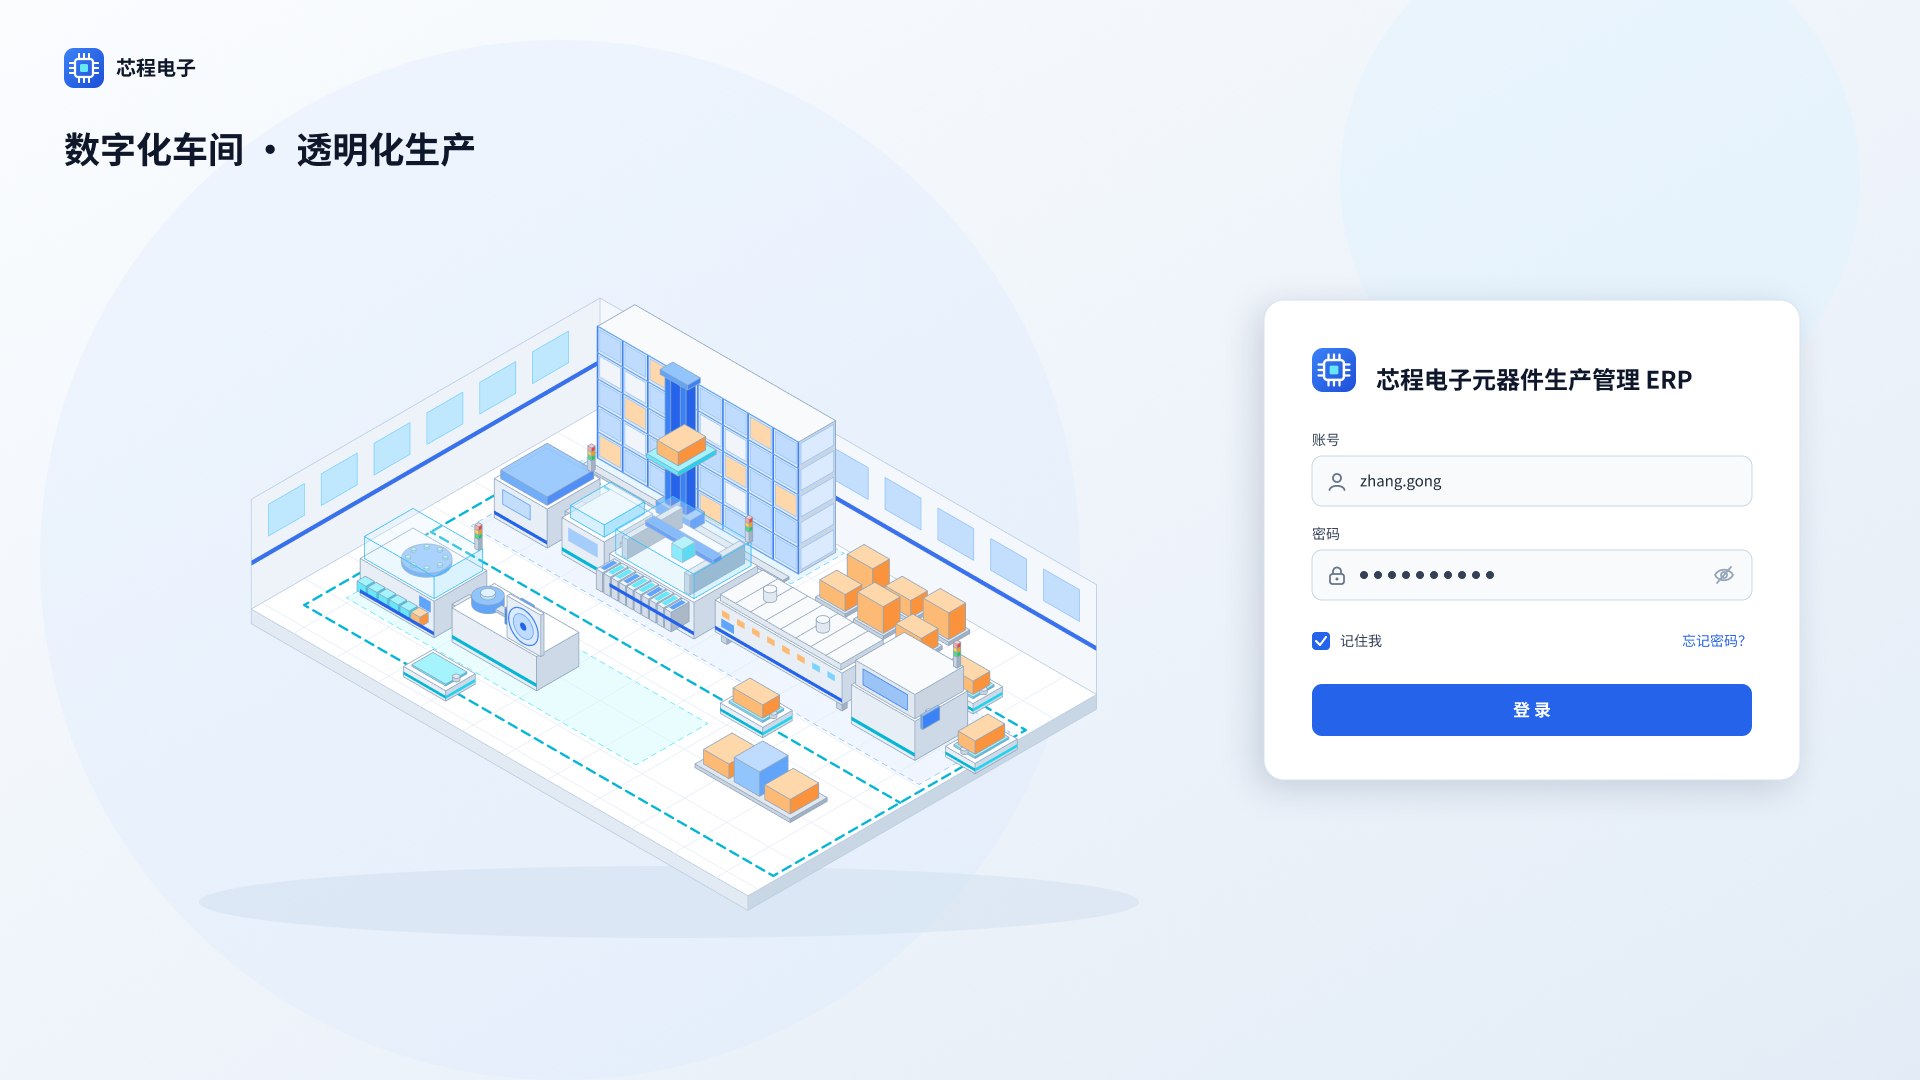 芯程电子
数字化车间 · 透明化生产
芯程电子元器件生产管理 ERP
账号
zhang.gong
密码
●●●●●●●●●●
记住我
忘记密码？
登 录